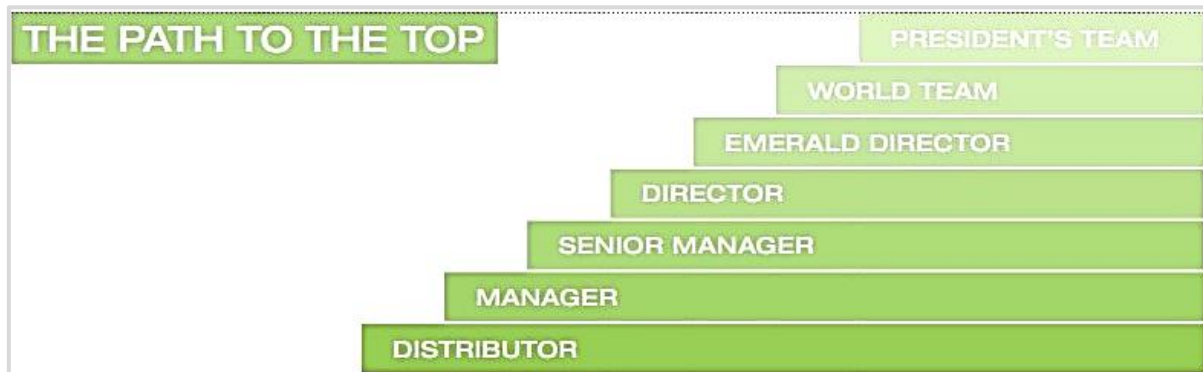 THE PATH TO THE TOP
PRESIDENT'S TEAM
WORLD TEAM
EMERALD DIRECTOR
DIRECTOR
SENIOR MANAGER
MANAGER
DISTRIBUTOR